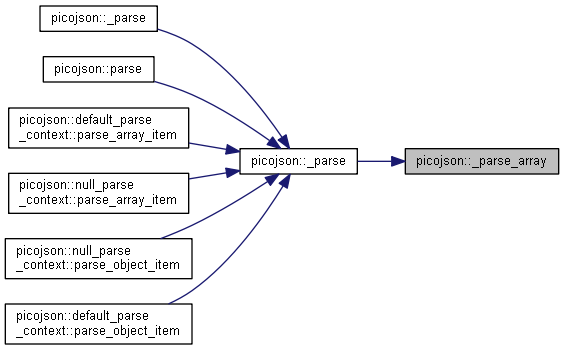 picojson::_parse
picojson::parse
picojson::default_parse
_context::parse_array_item
picojson::null_parse
_context::parse_array_item
picojson::null_parse
_context::parse_object_item
picojson::default_parse
_context::parse_object_item
picojson::_parse
picojson::_parse_array